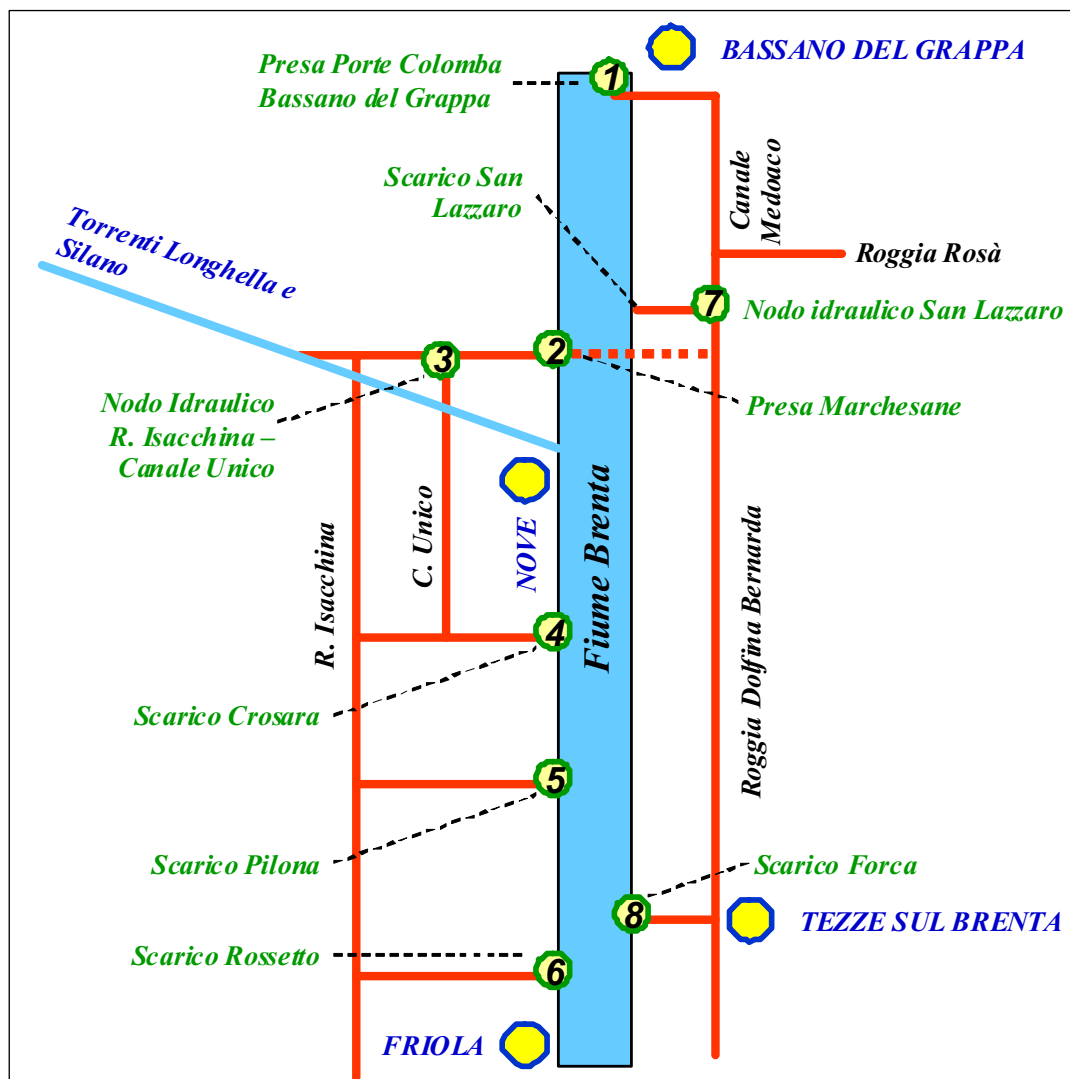 BASSANO DEL GRAPPA
1
Presa Porte Colomba
Bassano del Grappa
Canale
Medoaco
Scarico San
Lazzaro
Torrenti Longhella e
Silano
Roggia Rosà
7
Nodo idraulico San Lazzaro
2
3
Nodo Idraulico
R. Isacchina –
Canale Unico
Presa Marchesane
R. Isacchina
C. Unico
NOVE
Fiume Brenta
Roggia Dolfina Bernarda
4
Scarico Crosara
5
Scarico Pilona
Scarico Forca
8
TEZZE SUL BRENTA
Scarico Rossetto
6
FRIOLA